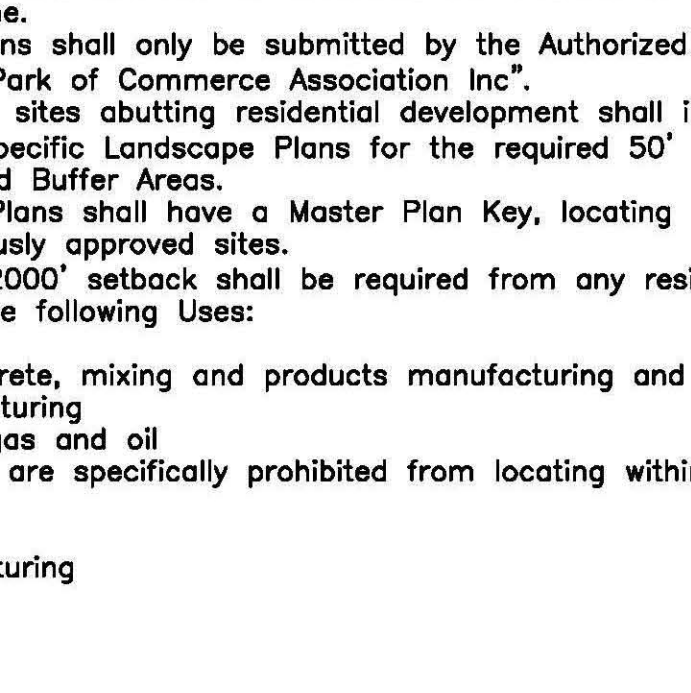 e.
ns shall only be submitted by the Authorized
Park of Commerce Association Inc".
sites abutting residential development shall i
pecific Landscape Plans for the required 50'
d Buffer Areas.
Plans shall have a Master Plan Key, locating
usly approved sites.
2000' setback shall be required from any resi
e following Uses:
rete, mixing and products manufacturing and
turing
gas and oil
are specifically prohibited from locating within
turing